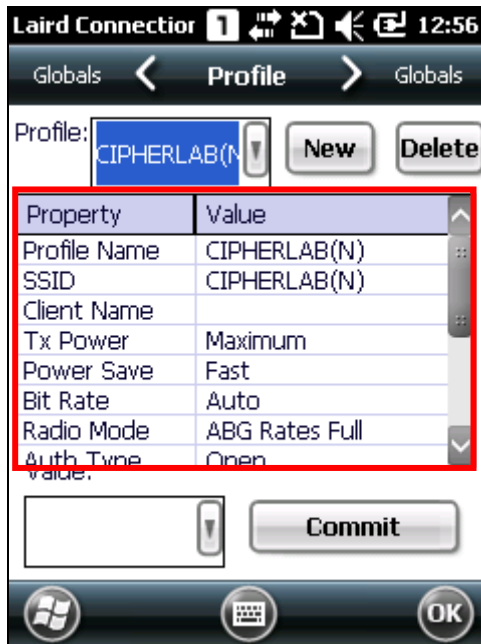 Laird Connection 1 12:56
Globals Profile Globals
Profile: CIPHERLAB(N New Delete
Property Value
Profile Name CIPHERLAB(N)
SSID CIPHERLAB(N)
Client Name
Tx Power Maximum
Power Save Fast
Bit Rate Auto
Radio Mode ABG Rates Full
Auth Type Open
Value:
Commit
OK